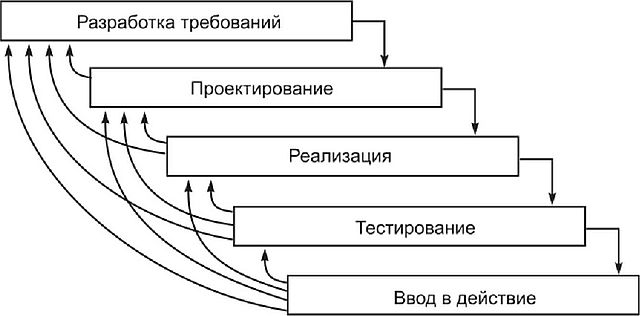 Разработка требований
Проектирование
Реализация
Тестирование
Ввод в действие